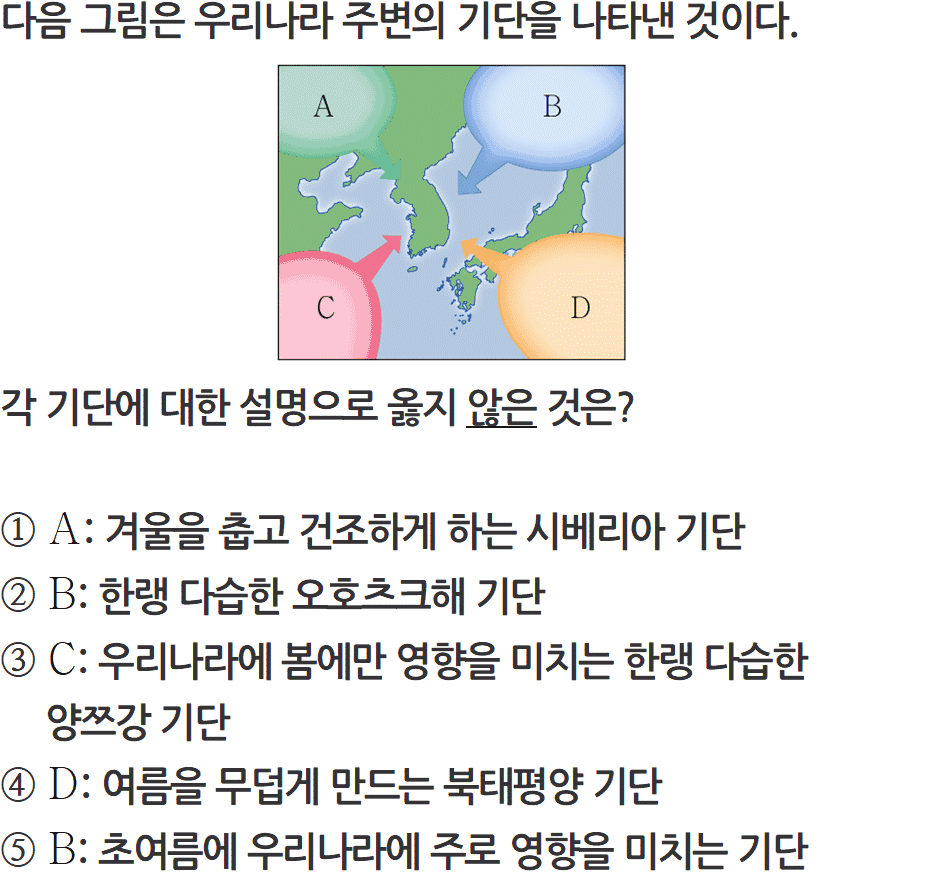 다음 그림은 우리나라 주변의 기단을 나타낸 것이다.
A
B
C
D
각 기단에 대한 설명으로 옳지 않은 것은?
① A: 겨울을 춥고 건조하게 하는 시베리아 기단
② B: 한랭 다습한 오호츠크해 기단
③ C: 우리나라에 봄에만 영향을 미치는 한랭 다습한
양쯔강 기단
④ D: 여름을 무덥게 만드는 북태평양 기단
⑤ B: 초여름에 우리나라에 주로 영향을 미치는 기단